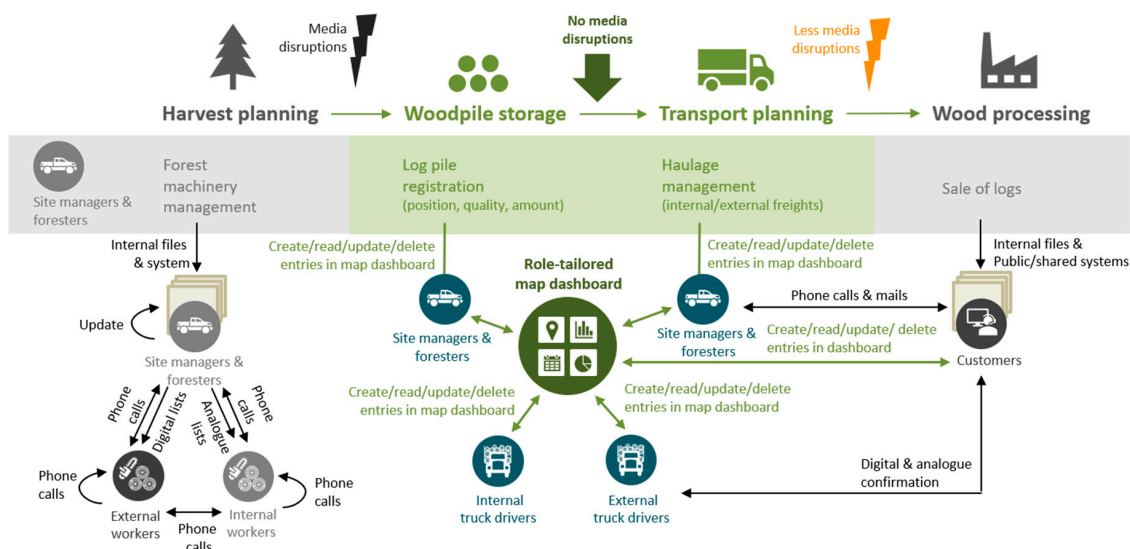 Media
disruptions
No media
disruptions
Less media
disruptions
Harvest planning
Woodpile storage
Transport planning
Wood processing
Site managers &
foresters
Forest
machinery
management
Log pile
registration
(position, quality, amount)
Haulage
management
(internal/external freights)
Sale of logs
Internal files
& system
Create/read/update/delete
entries in map dashboard
Role-tailored
map dashboard
Create/read/update/delete
entries in map dashboard
Internal files &
Public/shared systems
Update
Site managers &
foresters
Site managers &
foresters
Site managers &
foresters
Phone calls & mails
Create/read/update/ delete
entries in dashboard
Customers
Phone
calls
Digital lists
Analogue
lists
Phone
calls
Create/read/update/delete
entries in map dashboard
Create/read/update/delete
entries in map dashboard
Phone
calls
External
workers
Phone
calls
Internal
workers
Phone
calls
Internal
truck drivers
External
truck drivers
Digital & analogue
confirmation